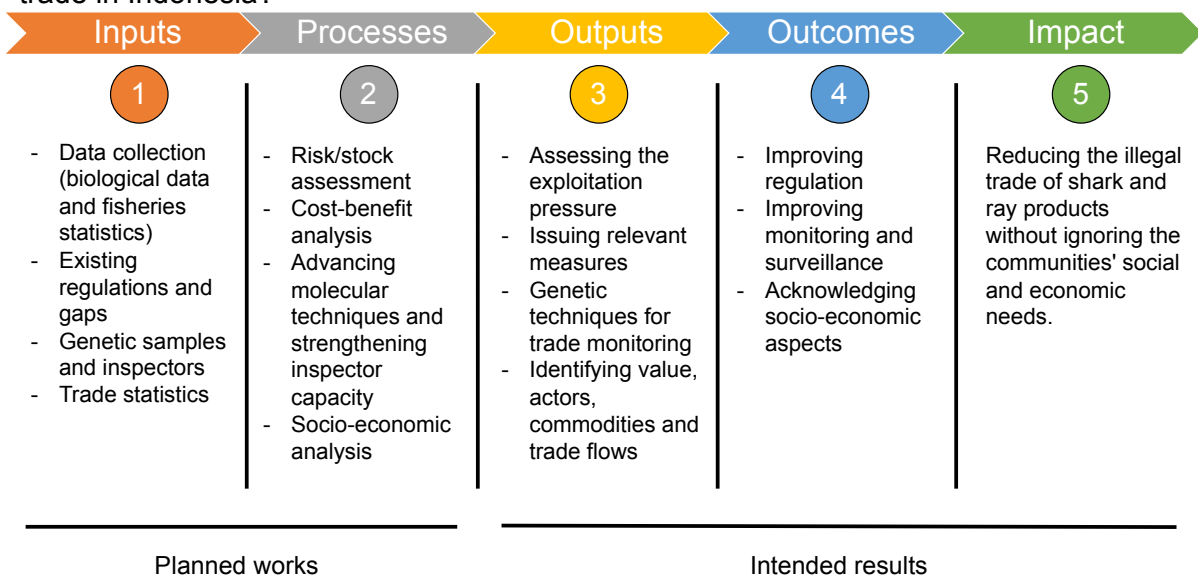 trade in Indonesia?
Inputs
Processes
Outputs
Outcomes
Impact
1
2
3
4
5
- Data collection
(biological data
and fisheries
statistics)
- Existing
regulations and
gaps
- Genetic samples
and inspectors
- Trade statistics
- Risk/stock
assessment
- Cost-benefit
analysis
- Advancing
molecular
techniques and
strengthening
inspector
capacity
- Socio-economic
analysis
- Assessing the
exploitation
pressure
- Issuing relevant
measures
- Genetic
techniques for
trade monitoring
- Identifying value,
actors,
commodities and
trade flows
- Improving
regulation
- Improving
monitoring and
surveillance
- Acknowledging
socio-economic
aspects
Reducing the illegal
trade of shark and
ray products
without ignoring the
communities' social
and economic
needs.
Planned works
Intended results